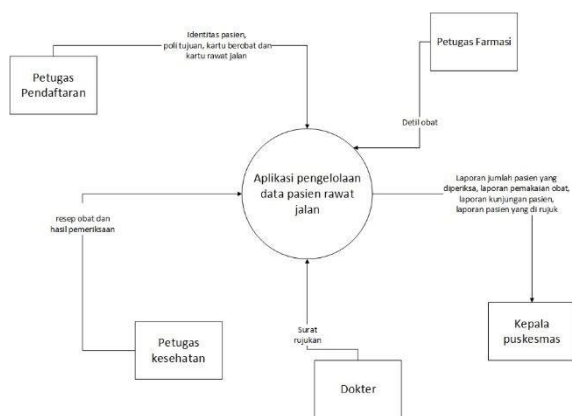 Identitas pasien,
poli tujuan, kartu berobat dan
kartu rawat jalan
Petugas Farmasi
Petugas
Pendaftaran
Detil obat
Aplikasi pengelolaan
data pasien rawat
jalan
Laporan jumlah pasien yang
diperiksa, laporan pemakaian obat,
laporan kunjungan pasien,
laporan pasien yang di rujuk
resep obat dan
hasil pemeriksaan
Surat
rujukan
Petugas
kesehatan
Kepala
puskesmas
Dokter